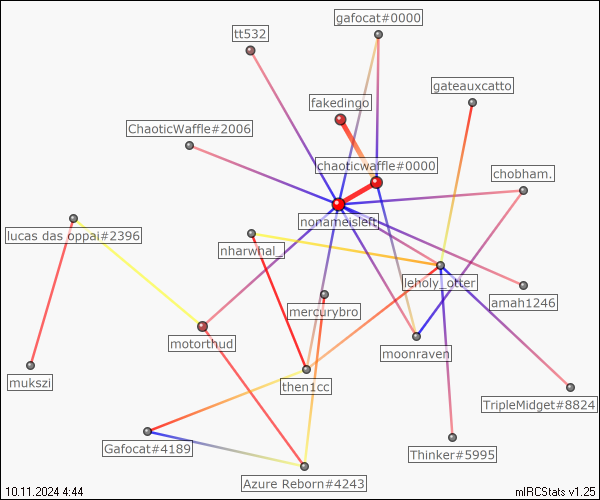 gafocat#0000
tt532
gateauxcatto
fakedingo
ChaoticWaffle#2006
chaoticwaffle#0000
chobham.
nonameisleft
lucas das oppai#2396
nharwhal_
leholy_otter
amah1246
mercurybro
motorthud
moonraven
mukszi
then1cc
TripleMidget#8824
Gafocat#4189
Thinker#5995
Azure Reborn#4243
10.11.2024 4:44
mIRCStats v1.25